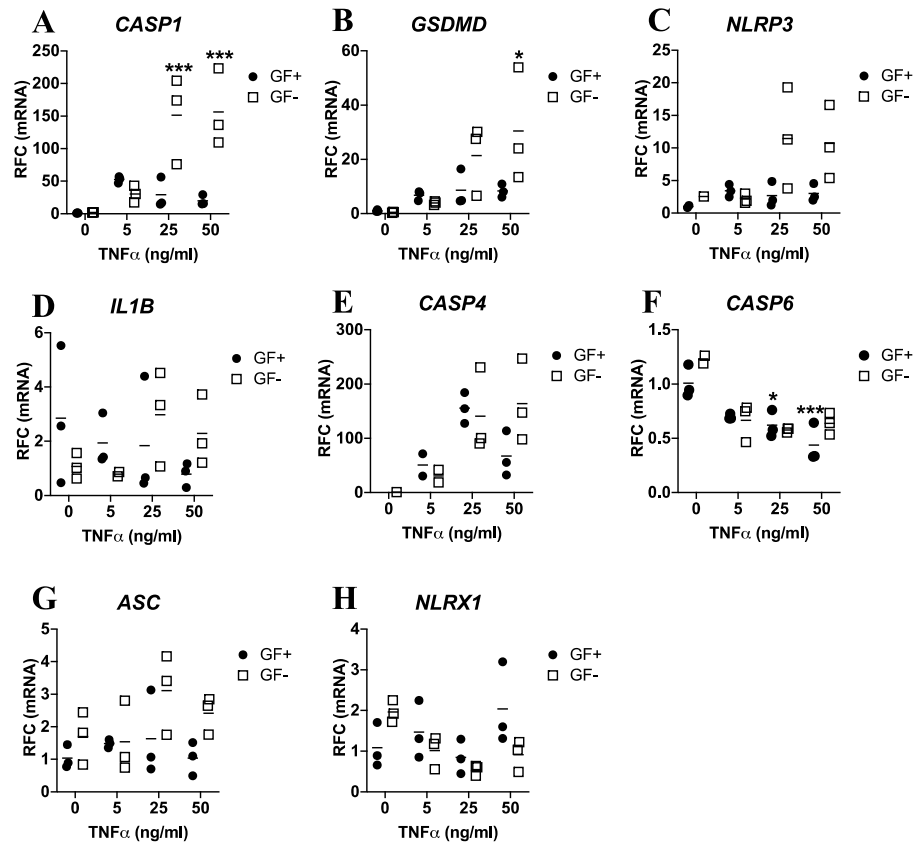 A CASP1
***
***
250
200
150
100
50
0
RFC (mRNA)
0 5 25 50
TNFα (ng/ml)
GF+
GF-
B GSDMD
*
60
40
20
0
RFC (mRNA)
0 5 25 50
TNFα (ng/ml)
GF+
GF-
C NLRP3
25
20
15
10
5
0
RFC (mRNA)
0 5 25 50
TNFα (ng/ml)
GF+
GF-
D IL1B
6
4
2
0
RFC (mRNA)
0 5 25 50
TNFα (ng/ml)
GF+
GF-
E CASP4
300
200
100
0
RFC (mRNA)
0 5 25 50
TNFα (ng/ml)
GF+
GF-
F CASP6
1.5
1.0
0.5
0.0
RFC (mRNA)
*
***
0 5 25 50
TNFα (ng/ml)
GF+
GF-
G ASC
5
4
3
2
1
0
RFC (mRNA)
0 5 25 50
TNFα (ng/ml)
GF+
GF-
H NLRX1
4
3
2
1
0
RFC (mRNA)
0 5 25 50
TNFα (ng/ml)
GF+
GF-